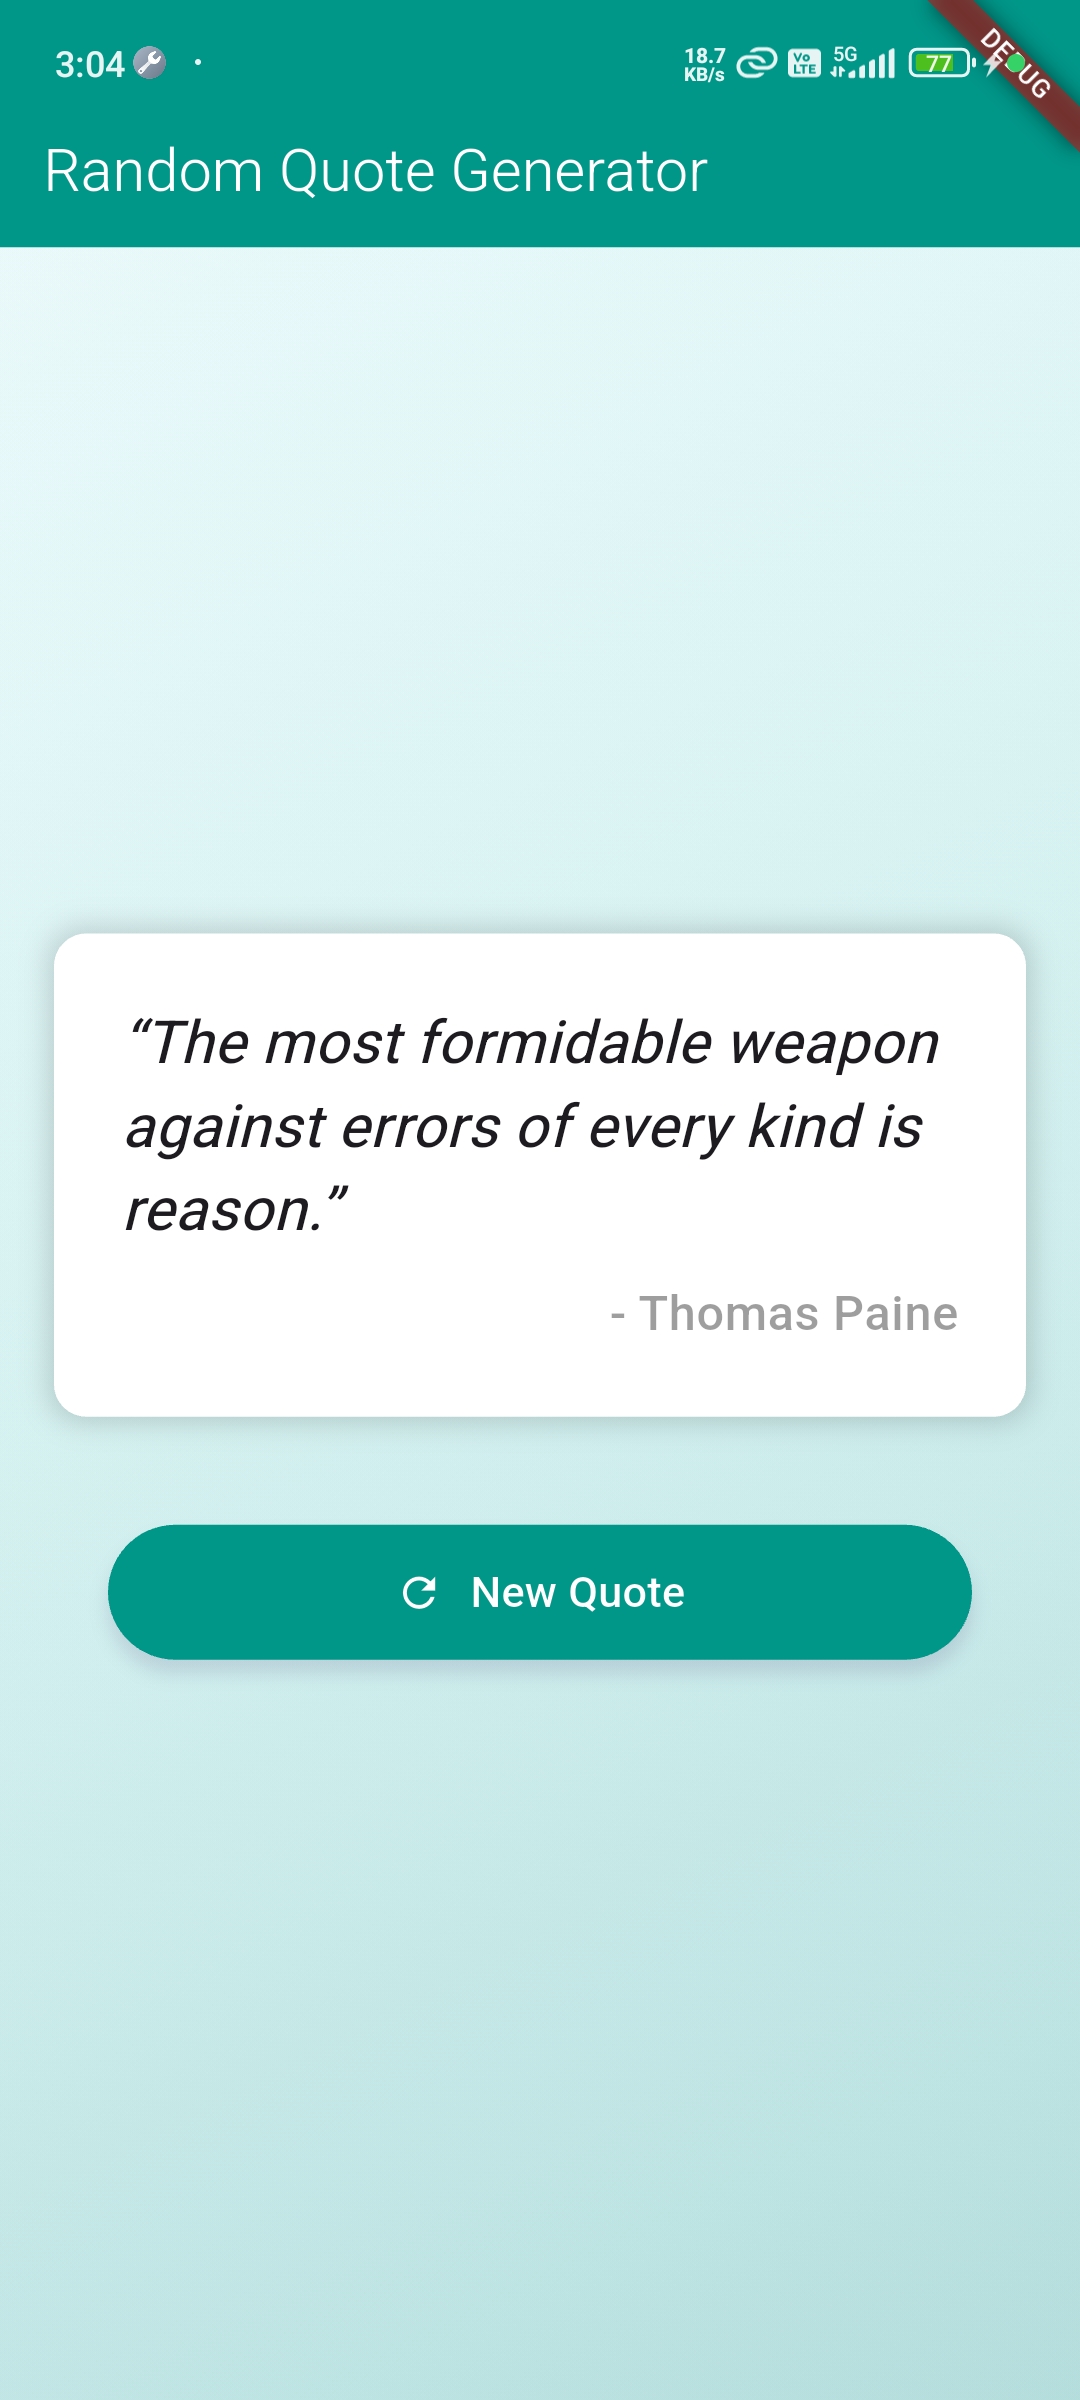 3:04
18.7
KB/s
Vo
LTE
5G
77
DEBUG
Random Quote Generator
“The most formidable weapon
against errors of every kind is
reason.”
- Thomas Paine
New Quote